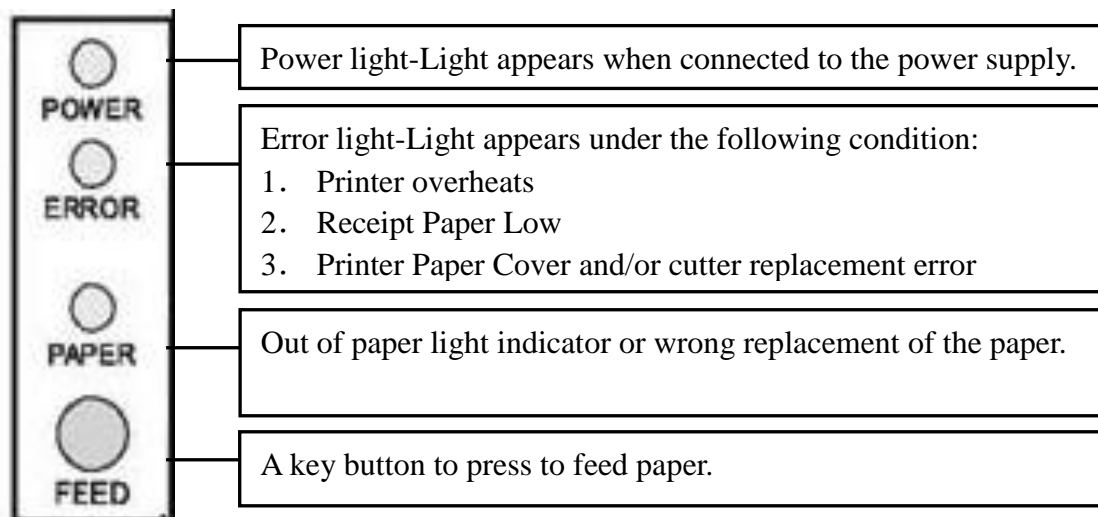 POWER
Power light-Light appears when connected to the power supply.
ERROR
Error light-Light appears under the following condition:
1. Printer overheats
2. Receipt Paper Low
3. Printer Paper Cover and/or cutter replacement error
PAPER
Out of paper light indicator or wrong replacement of the paper.
FEED
A key button to press to feed paper.